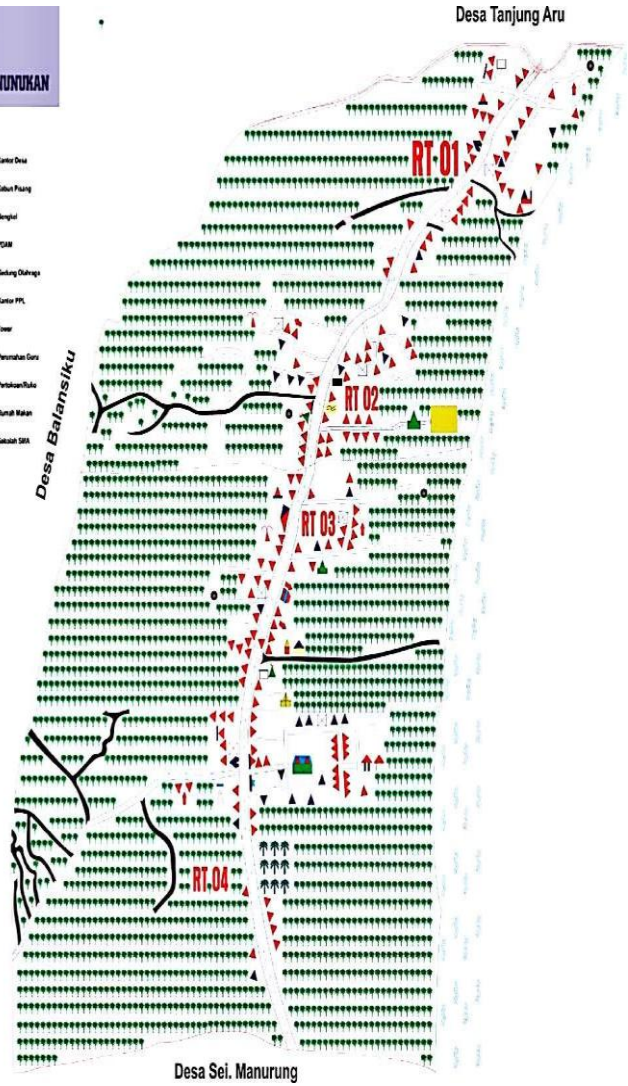 Desa Tanjung Aru
NUNUKAN
Kantor Desa
Kebun Pisang
Bengkel
PDAM
Gedung Olahraga
Kantor PPL
Tower
Perumahan Guru
Pertokoan/Ruko
Rumah Makan
Sekolah SMA
RT 01
Desa Balansiku
RT 02
RT 03
RT 04
Desa Sei. Manurung